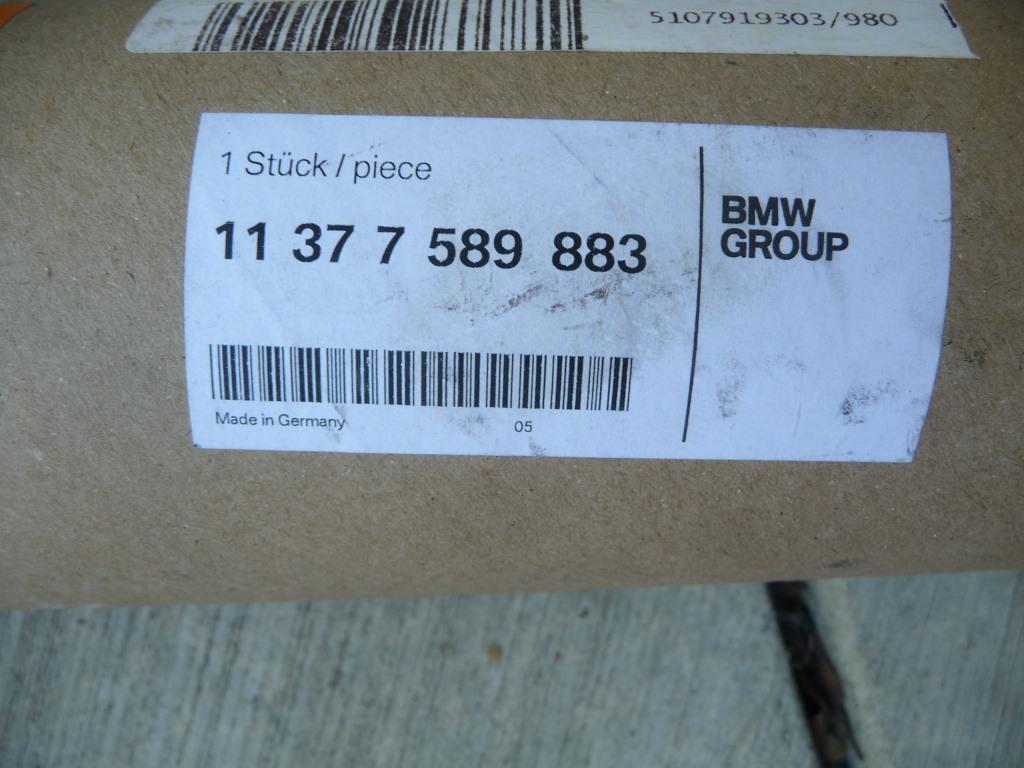 5107919303/980
1 Stück / piece
11 37 7 589 883
BMW
GROUP
Made in Germany 05